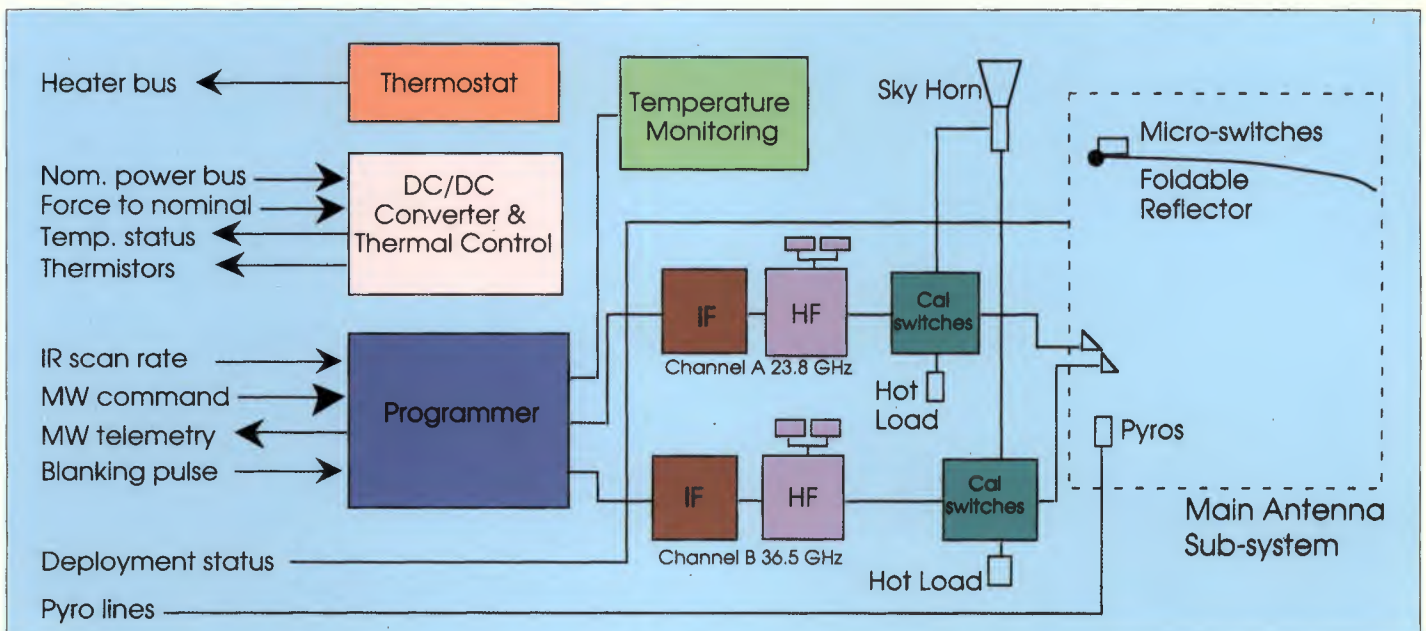 Heater bus
Thermostat
Temperature
Monitoring
Sky Horn
Micro-switches
Foldable
Reflector
Nom. power bus
Force to nominal
Temp. status
Thermistors
DC/DC
Converter &
Thermal Control
IF
HF
Cal
switches
Channel A 23.8 GHz
Hot
Load
IR scan rate
MW command
MW telemetry
Blanking pulse
Programmer
Pyros
IF
HF
Cal
switches
Channel B 36.5 GHz
Hot Load
Main Antenna
Sub-system
Deployment status
Pyro lines